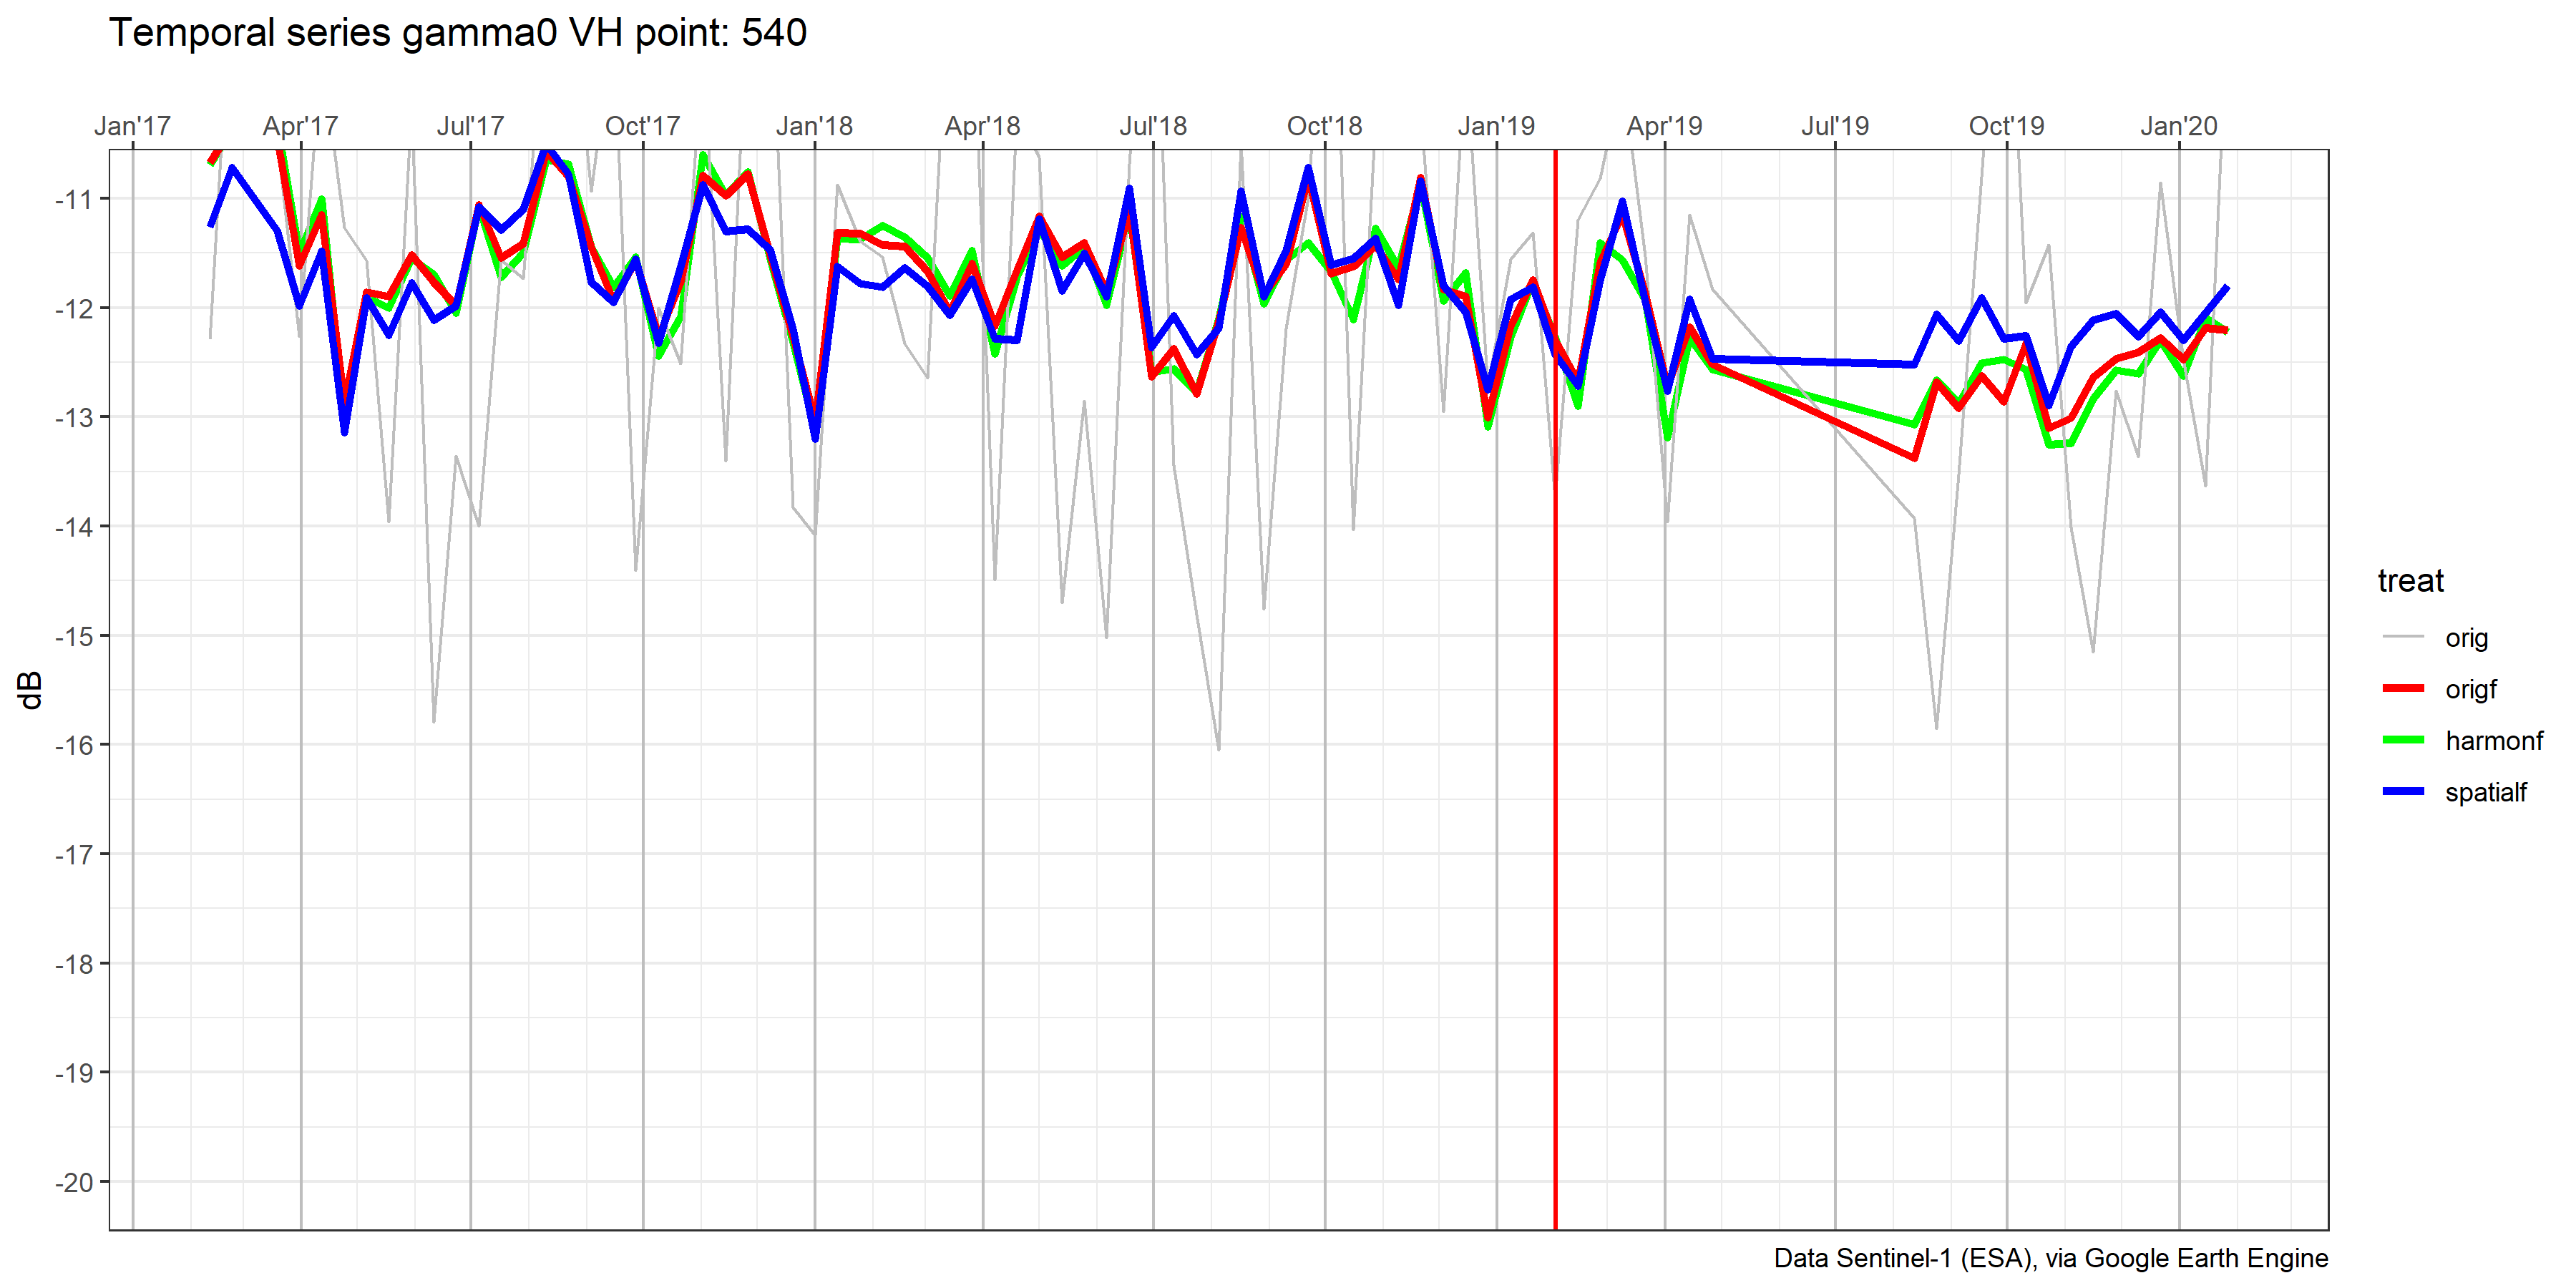 Temporal series gamma0 VH point: 540
Jan'17 Apr'17 Jul'17 Oct'17 Jan'18 Apr'18 Jul'18 Oct'18 Jan'19 Apr'19 Jul'19 Oct'19 Jan'20
-11
-12
-13
-14
-15
-16
-17
-18
-19
-20
dB
treat
orig
origf
harmonf
spatialf
Data Sentinel-1 (ESA), via Google Earth Engine